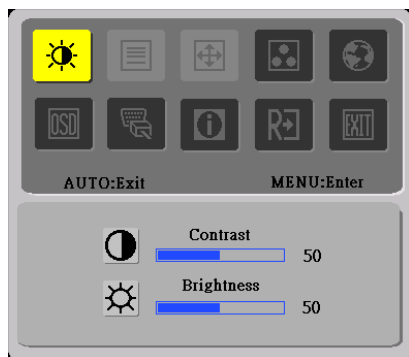 OSD i R EXIT
AUTO:Exit MENU:Enter
Contrast
50
Brightness
50